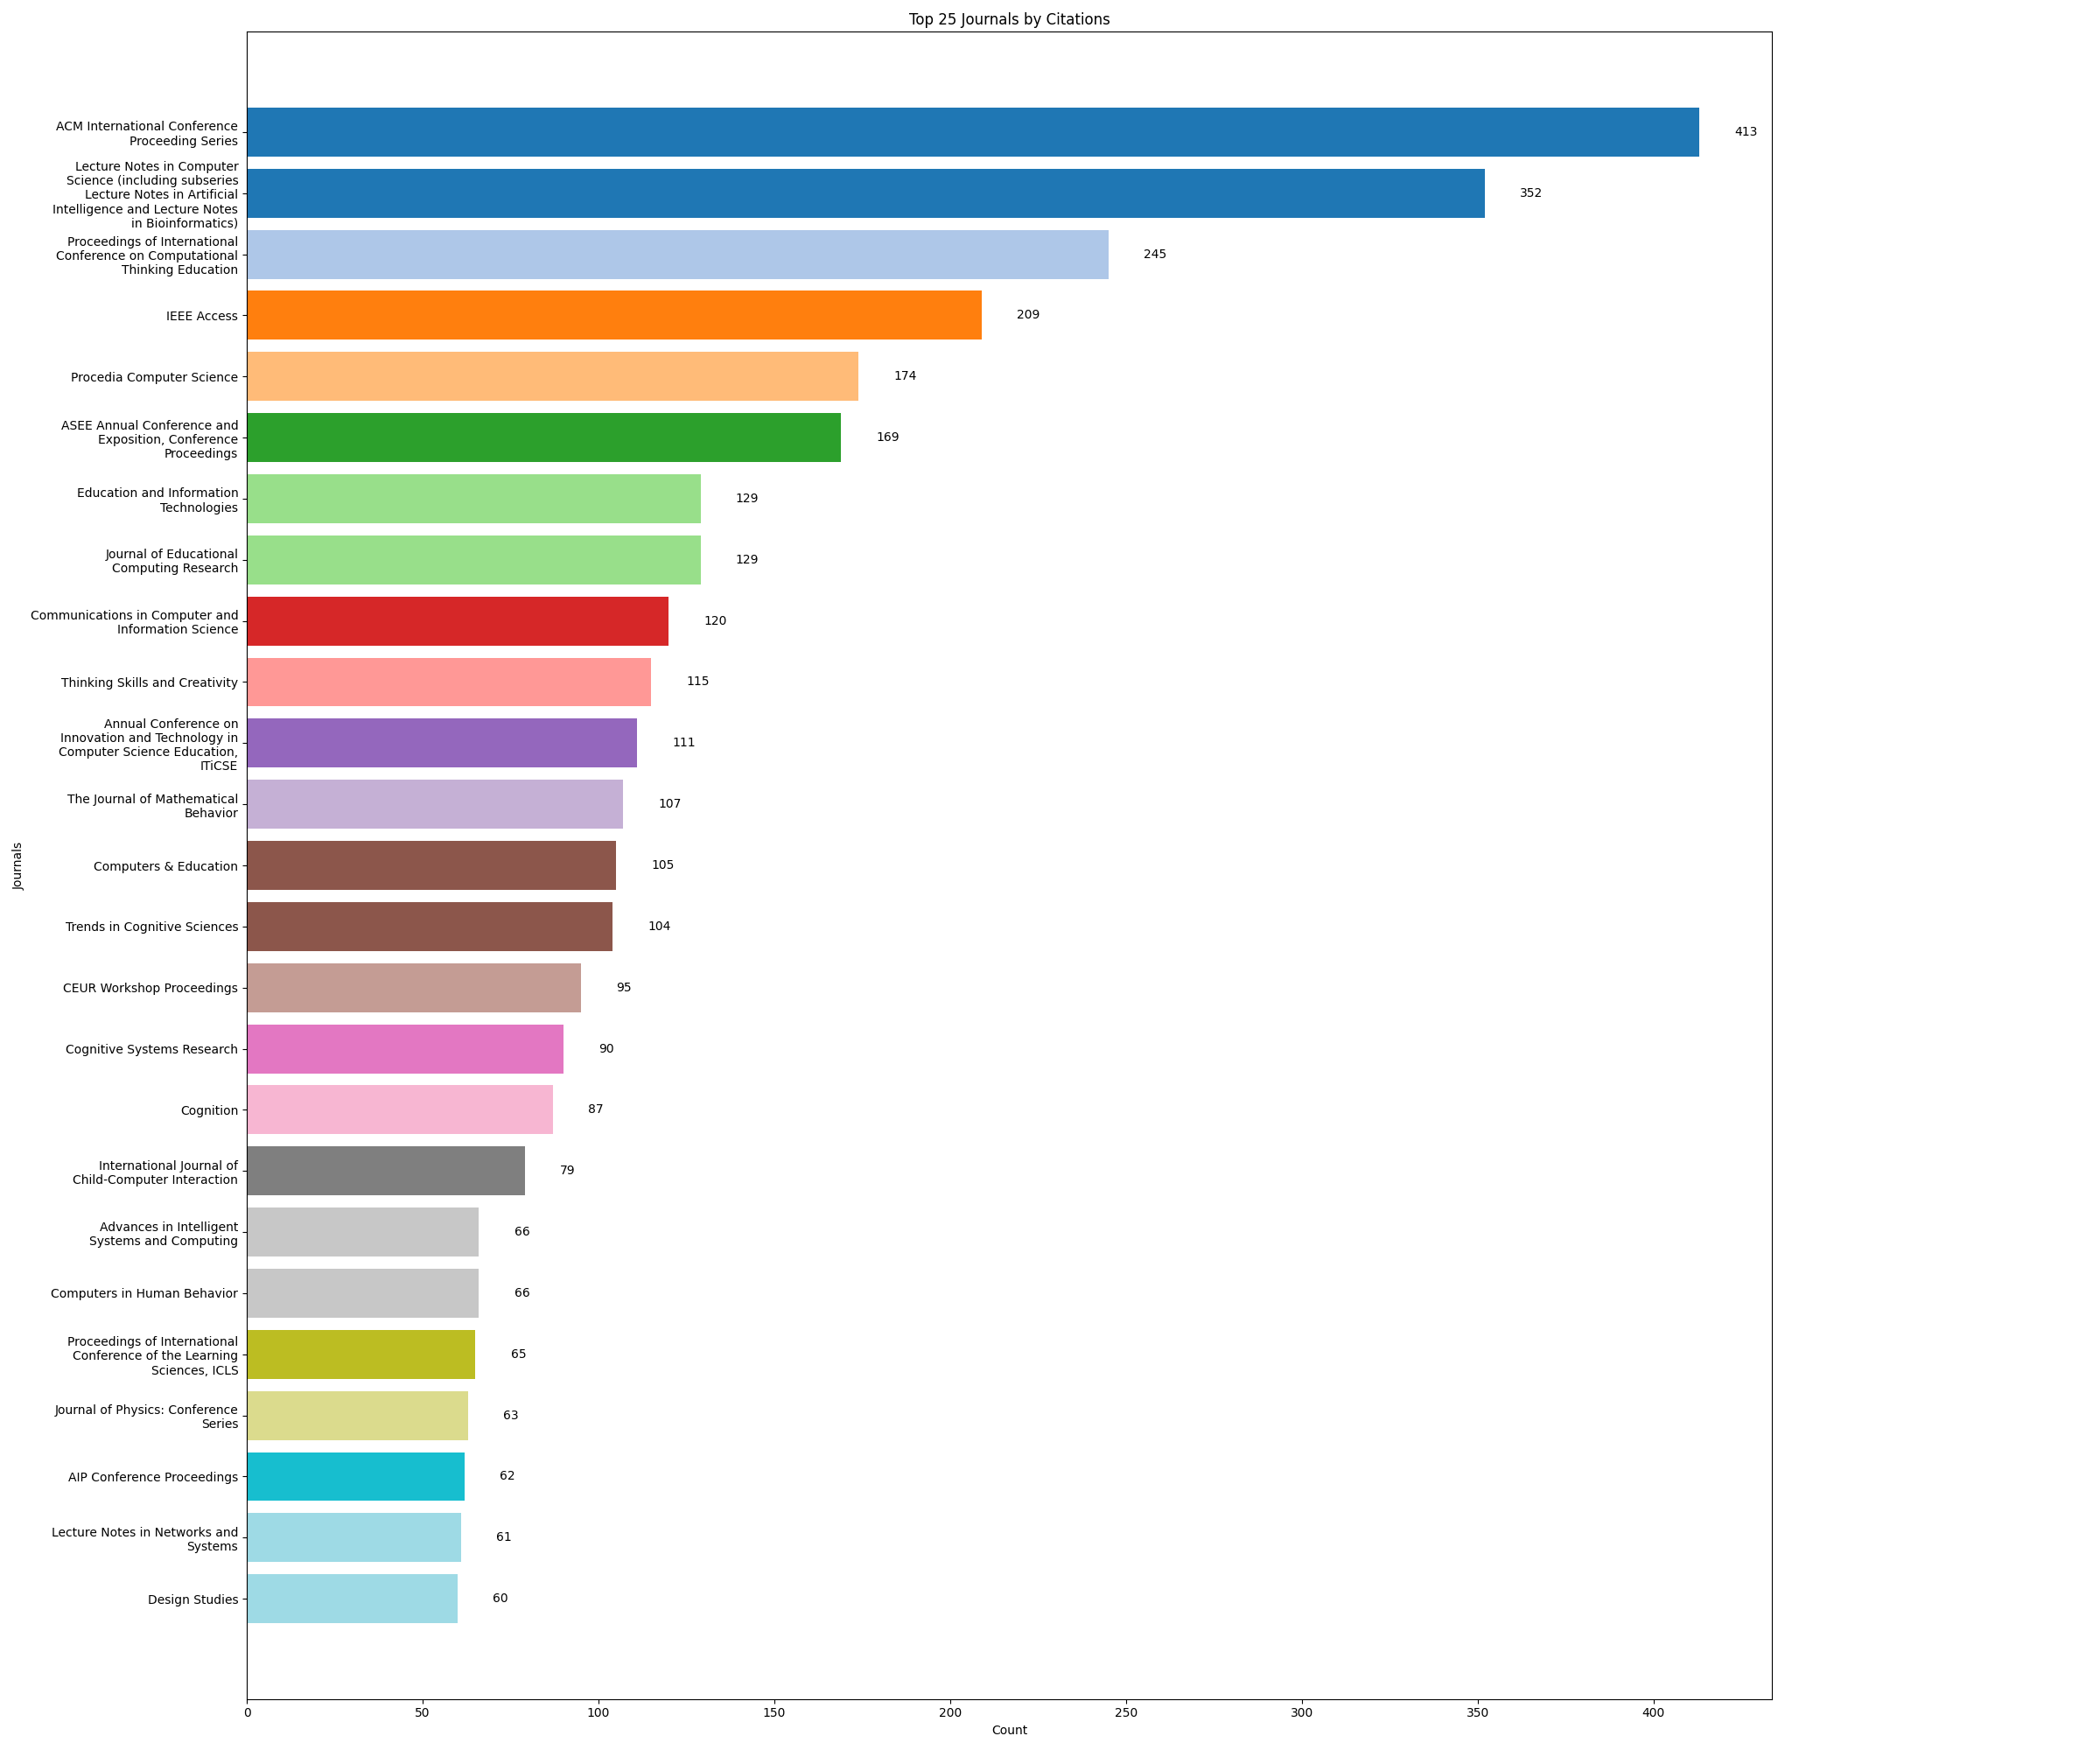 Top 25 Journals by Citations
ACM International Conference
Proceeding Series
413
Lecture Notes in Computer
Science (including subseries
Lecture Notes in Artificial
Intelligence and Lecture Notes
in Bioinformatics)
352
Proceedings of International
Conference on Computational
Thinking Education
245
IEEE Access
209
Procedia Computer Science
174
ASEE Annual Conference and
Exposition, Conference
Proceedings
169
Education and Information
Technologies
129
Journal of Educational
Computing Research
129
Communications in Computer and
Information Science
120
Thinking Skills and Creativity
115
Annual Conference on
Innovation and Technology in
Computer Science Education,
ITiCSE
111
The Journal of Mathematical
Behavior
107
Computers & Education
105
Trends in Cognitive Sciences
104
CEUR Workshop Proceedings
95
Cognitive Systems Research
90
Cognition
87
International Journal of
Child-Computer Interaction
79
Advances in Intelligent
Systems and Computing
66
Computers in Human Behavior
66
Proceedings of International
Conference of the Learning
Sciences, ICLS
65
Journal of Physics: Conference
Series
63
AIP Conference Proceedings
62
Lecture Notes in Networks and
Systems
61
Design Studies
60
Journals
0 50 100 150 200 250 300 350 400
Count